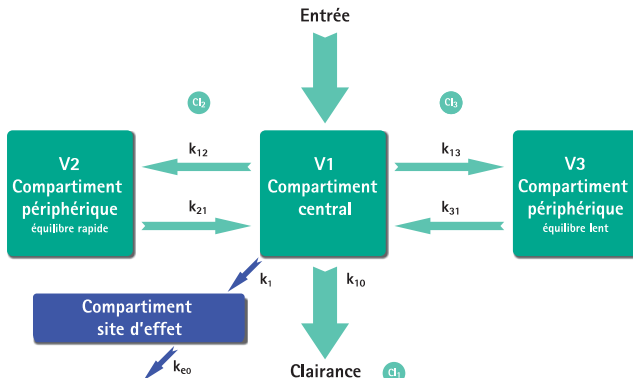 Entrée
Cl₂
Cl₃
V2
Compartiment
périphérique
équilibre rapide
k₁₂
k₂₁
V1
Compartiment
central
k₁₃
k₃₁
V3
Compartiment
périphérique
équilibre lent
k₁
k₁₀
Compartiment
site d'effet
kₑ₀
Clairance
Cl₁